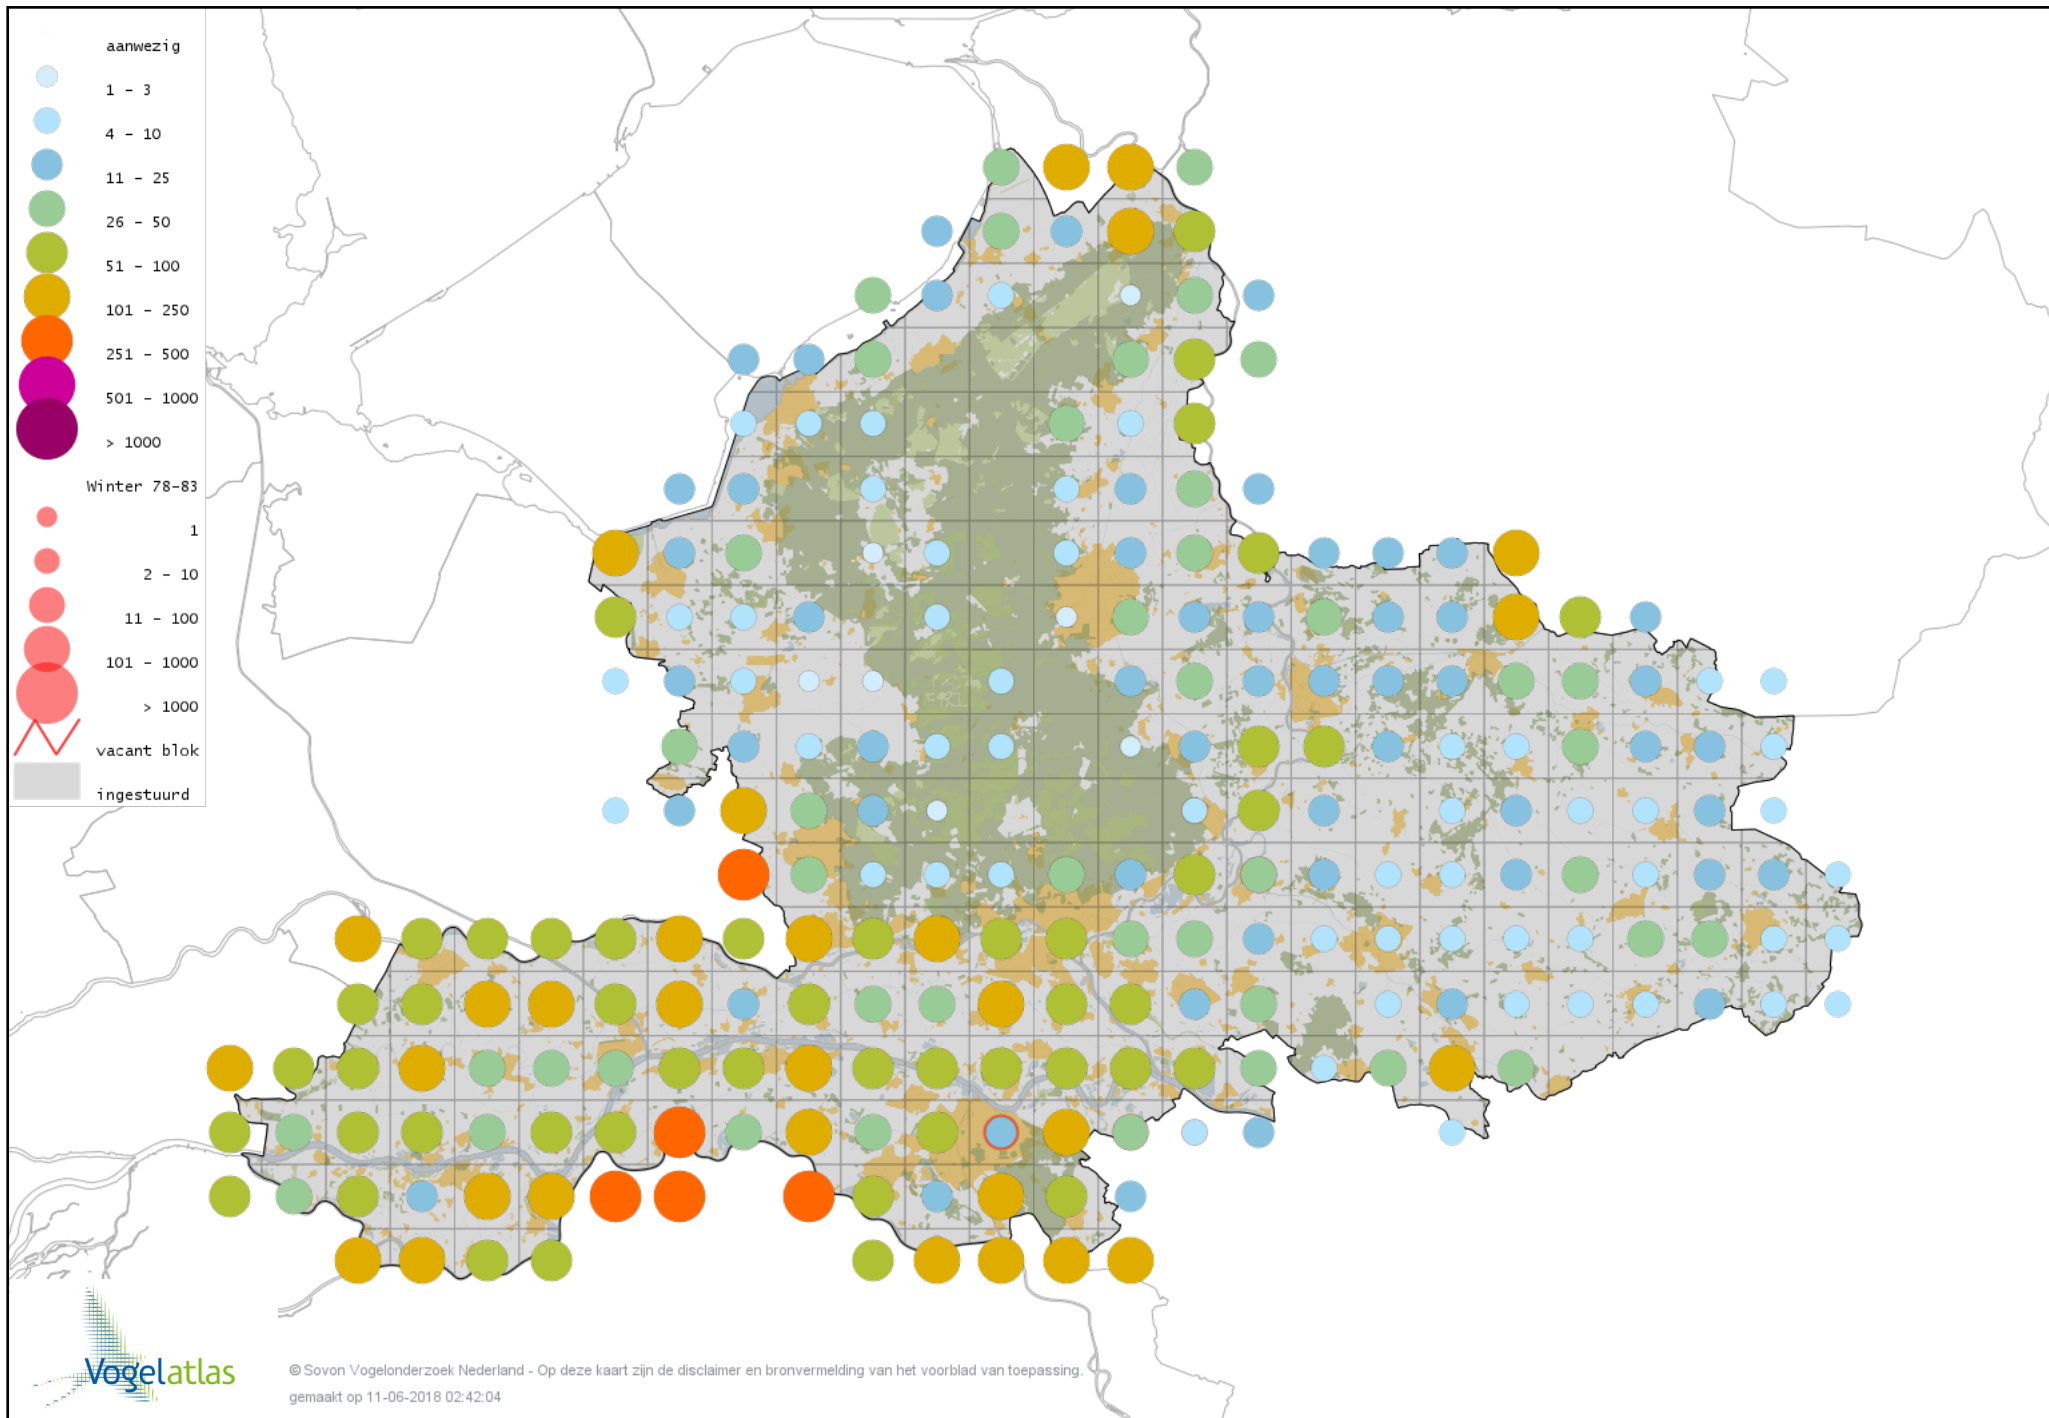 aanwezig
1 - 3
4 - 10
11 - 25
26 - 50
51 - 100
101 - 250
251 - 500
501 - 1000
> 1000
Winter 78-83
1
2 - 10
11 - 100
101 - 1000
> 1000
vacant blok
ingestuurd
Vogelatlas
© Sovon Vogelonderzoek Nederland - Op deze kaart zijn de disclaimer en bronvermelding van het voorblad van toepassing.
gemaakt op 11-06-2018 02:42:04